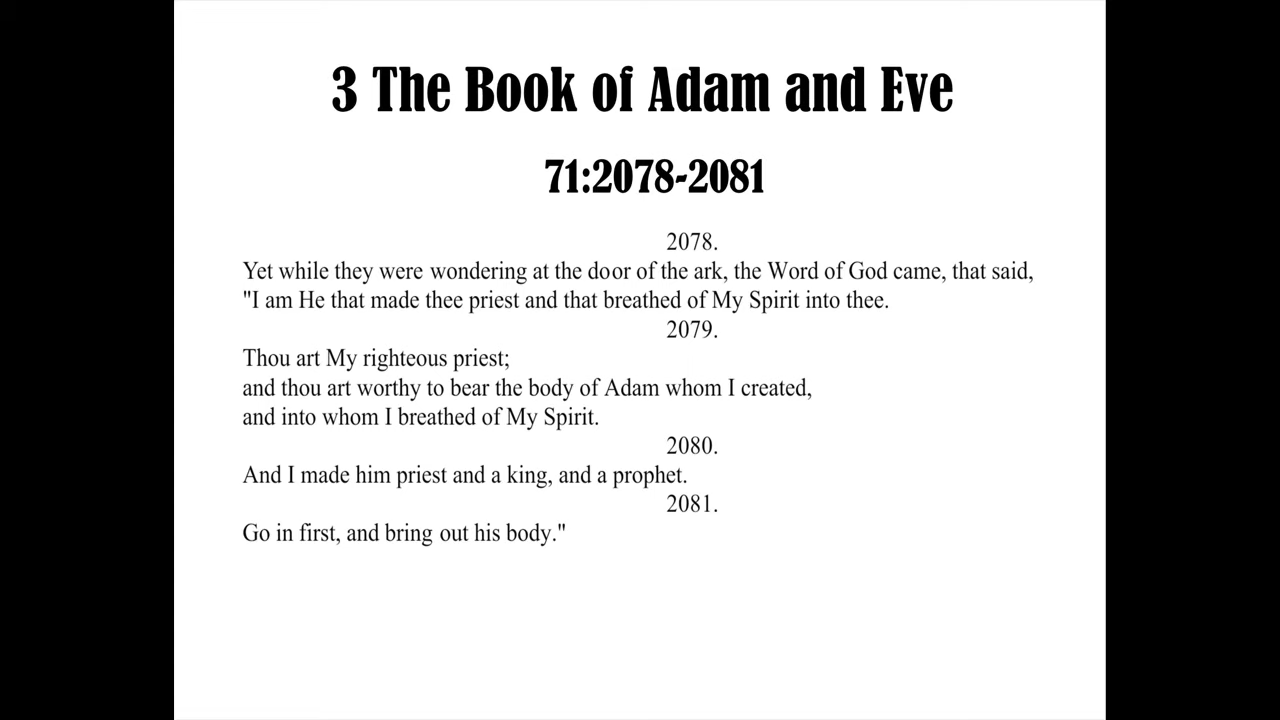 3 The Book of Adam and Eve
71:2078-2081
2078.
Yet while they were wondering at the door of the ark, the Word of God came, that said,
"I am He that made thee priest and that breathed of My Spirit into thee.
2079.
Thou art My righteous priest;
and thou art worthy to bear the body of Adam whom I created,
and into whom I breathed of My Spirit.
2080.
And I made him priest and a king, and a prophet.
2081.
Go in first, and bring out his body."